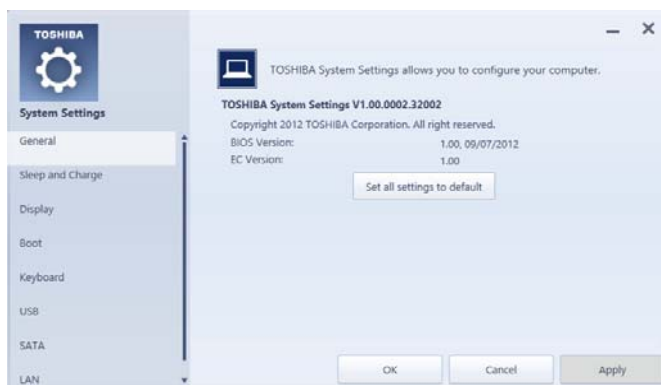 TOSHIBA
System Settings
General
Sleep and Charge
Display
Boot
Keyboard
USB
SATA
LAN
TOSHIBA System Settings allows you to configure your computer.
TOSHIBA System Settings V1.00.0002.32002
Copyright 2012 TOSHIBA Corporation. All right reserved.
BIOS Version: 1.00, 09/07/2012
EC Version: 1.00
Set all settings to default
OK Cancel Apply